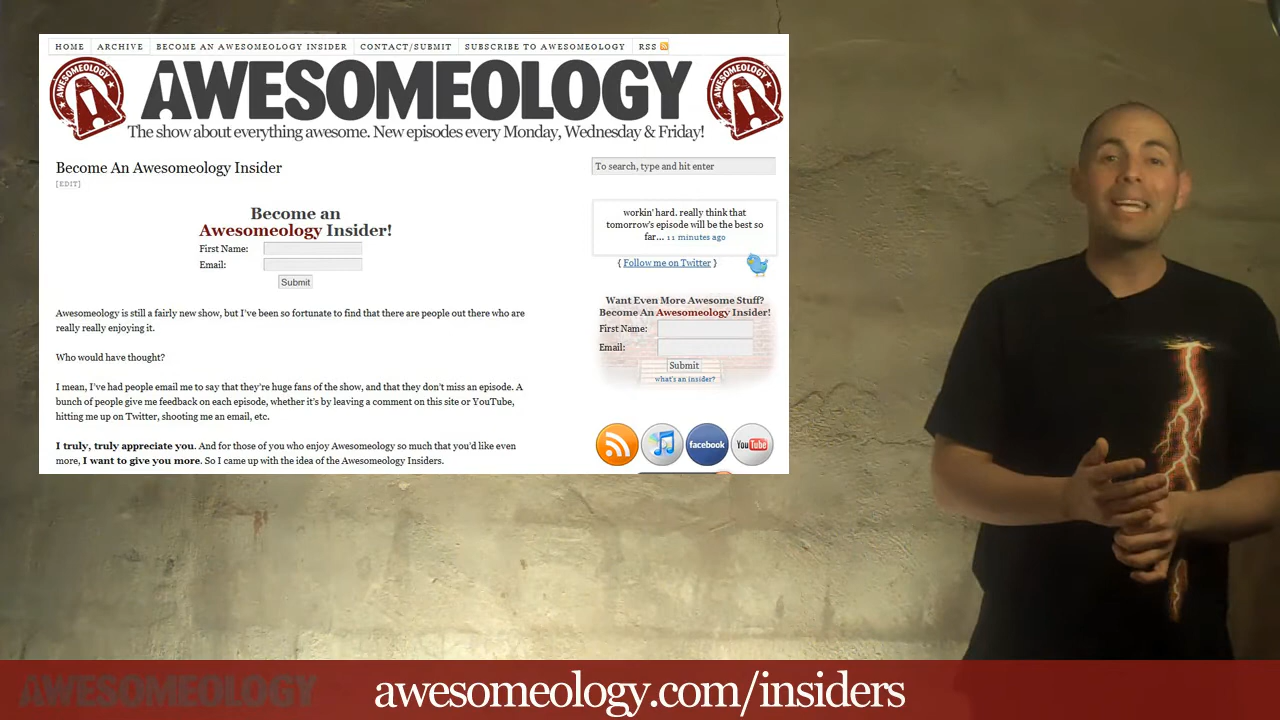 HOME ARCHIVE BECOME AN AWESOMEOLOGY INSIDER CONTACT/SUBMIT SUBSCRIBE TO AWESOMEOLOGY RSS
AWESOMEOLOGY
AWESOMEOLOGY
AWESOMEOLOGY
The show about everything awesome. New episodes every Monday, Wednesday & Friday!
Become An Awesomeology Insider
[EDIT]
Become an
Awesomeology Insider!
First Name:
Email:
Submit
Awesomeology is still a fairly new show, but I've been so fortunate to find that there are people out there who are
really really enjoying it.
Who would have thought?
I mean, I've had people email me to say that they're huge fans of the show, and that they don't miss an episode. A
bunch of people give me feedback on each episode, whether it's by leaving a comment on this site or YouTube,
hitting me up on Twitter, shooting me an email, etc.
I truly, truly appreciate you. And for those of you who enjoy Awesomeology so much that you'd like even
more, I want to give you more. So I came up with the idea of the Awesomeology Insiders.
To search, type and hit enter
workin' hard. really think that
tomorrow's episode will be the best so
far... 11 minutes ago
{ Follow me on Twitter }
Want Even More Awesome Stuff?
Become An Awesomeology Insider!
First Name:
Email:
Submit
what's an insider?
facebook
YouTube
AWESOMEOLOGY
awesomeology.com/insiders